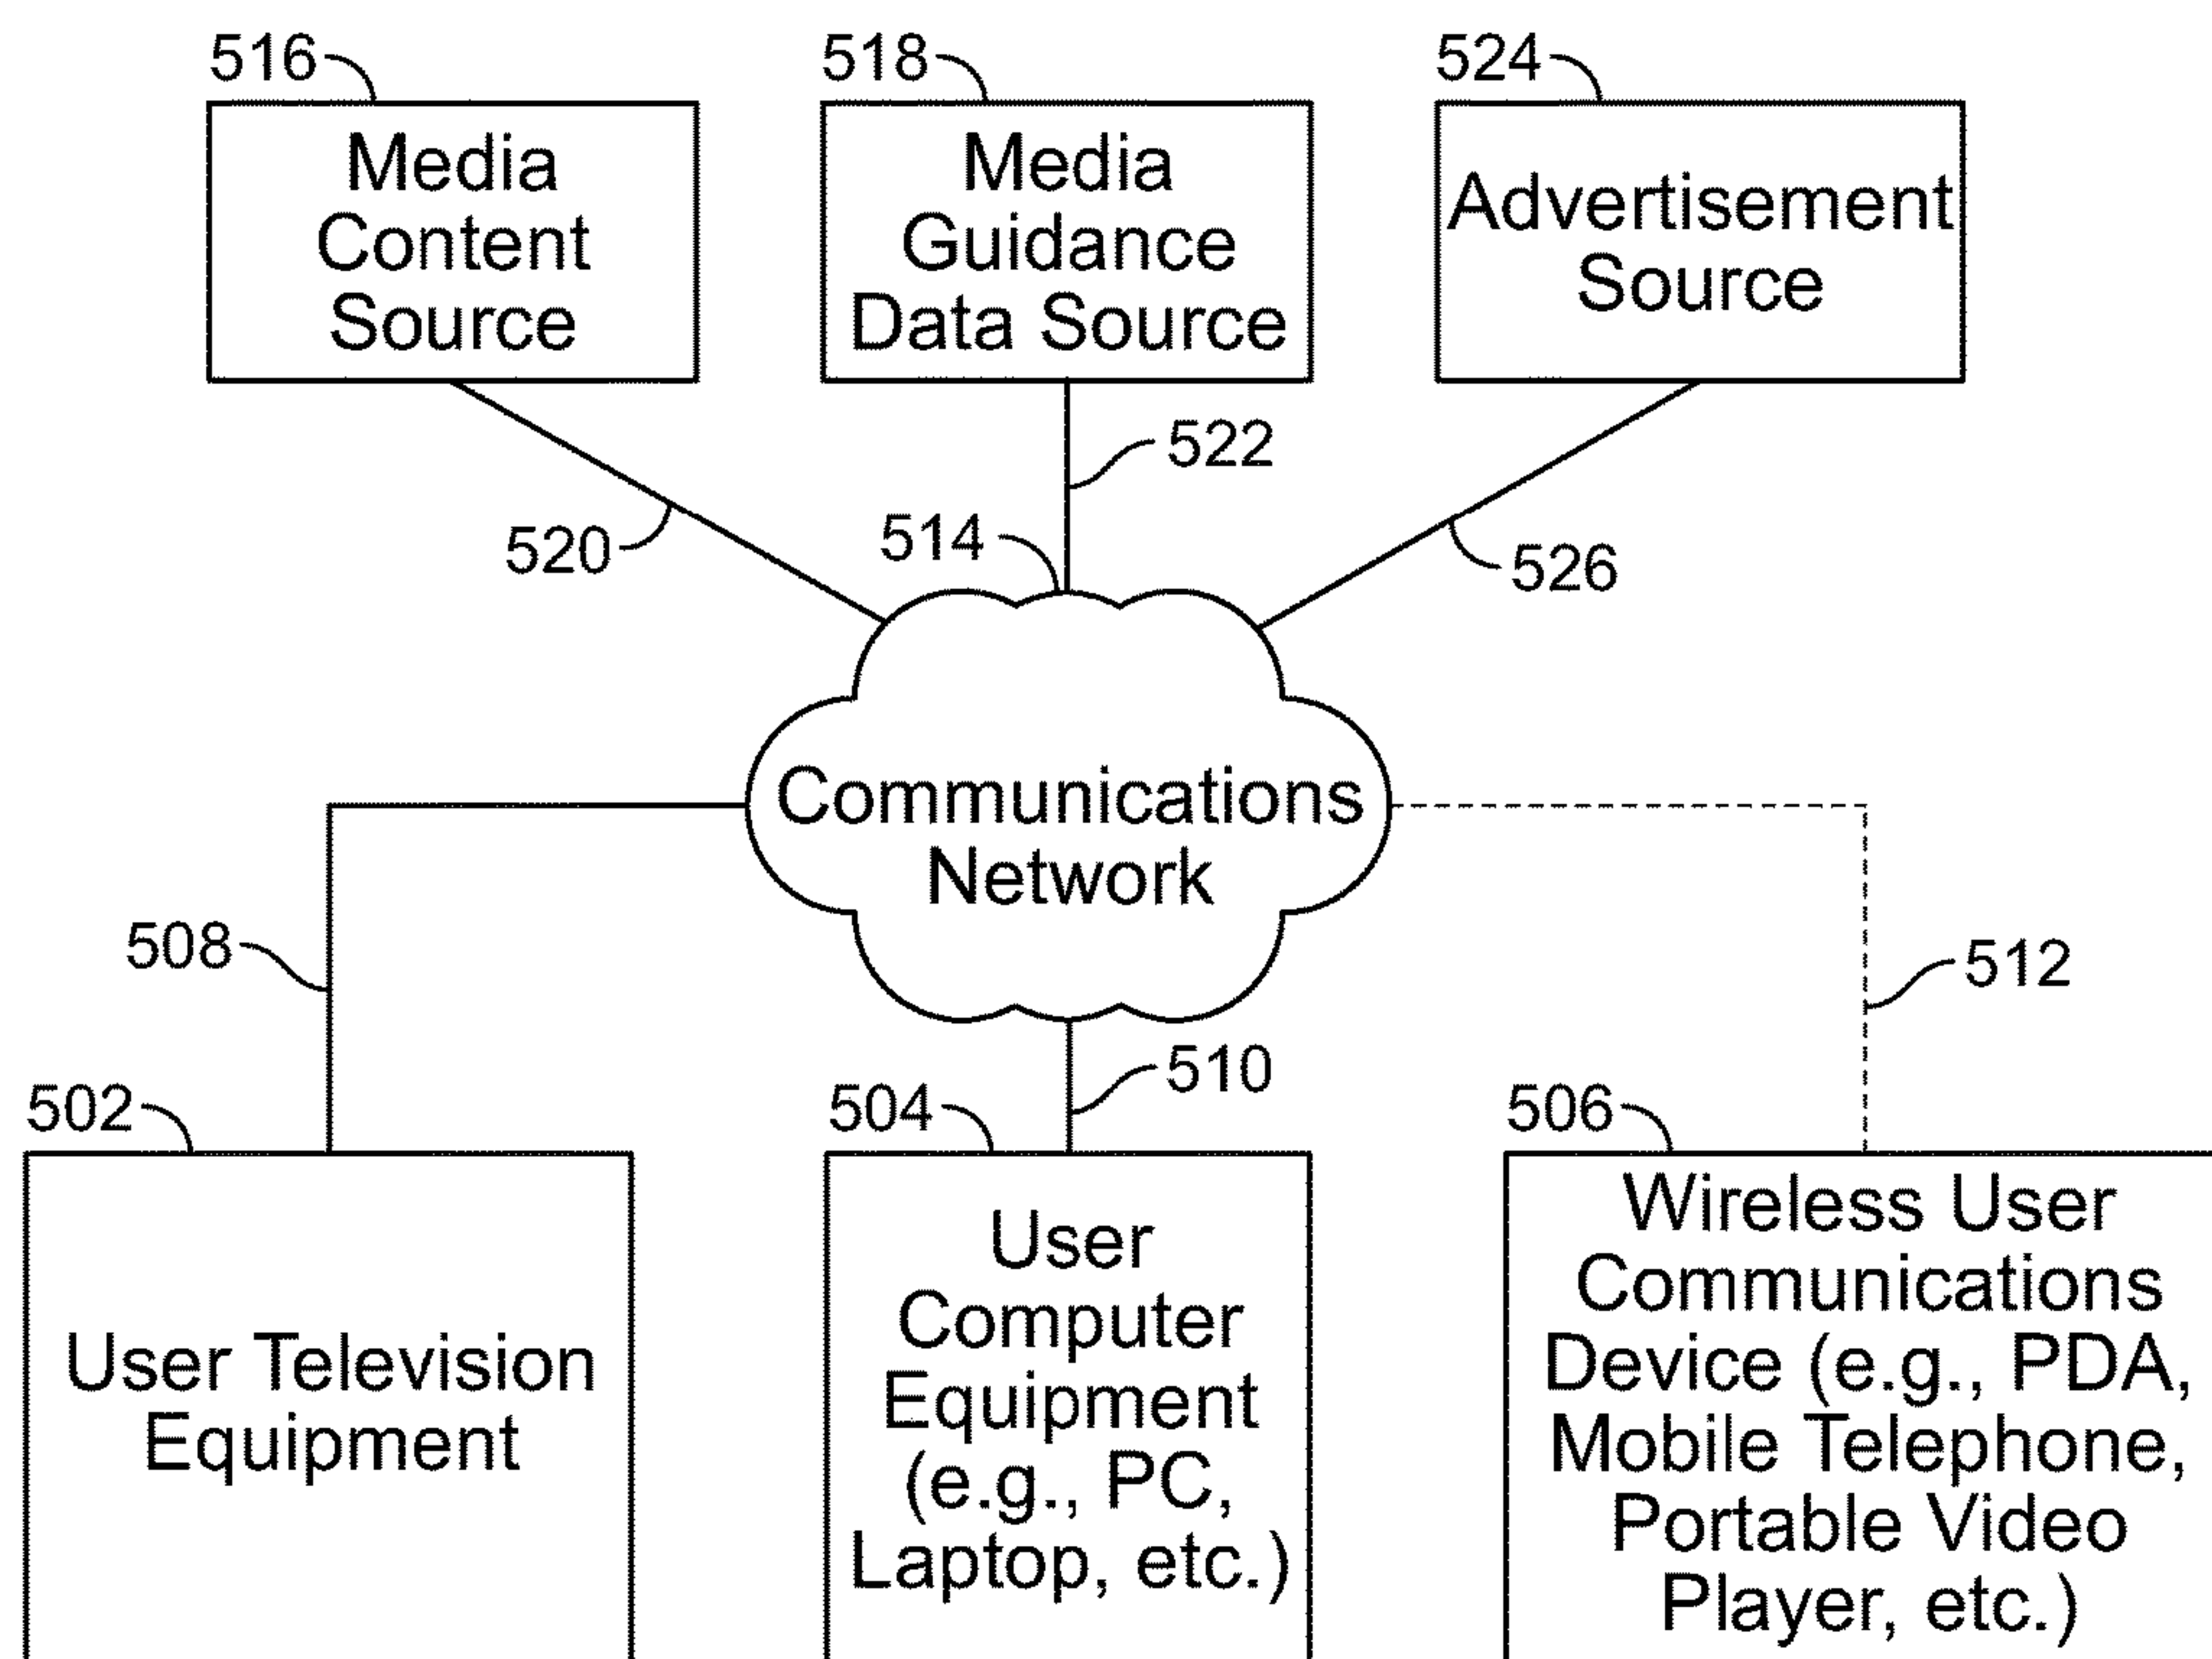 516
518
524
Media
Content
Source
Media
Guidance
Data Source
Advertisement
Source
522
520
514
526
Communications
Network
508
512
510
502
504
506
User Television
Equipment
User
Computer
Equipment
(e.g., PC,
Laptop, etc.)
Wireless User
Communications
Device (e.g., PDA,
Mobile Telephone,
Portable Video
Player, etc.)